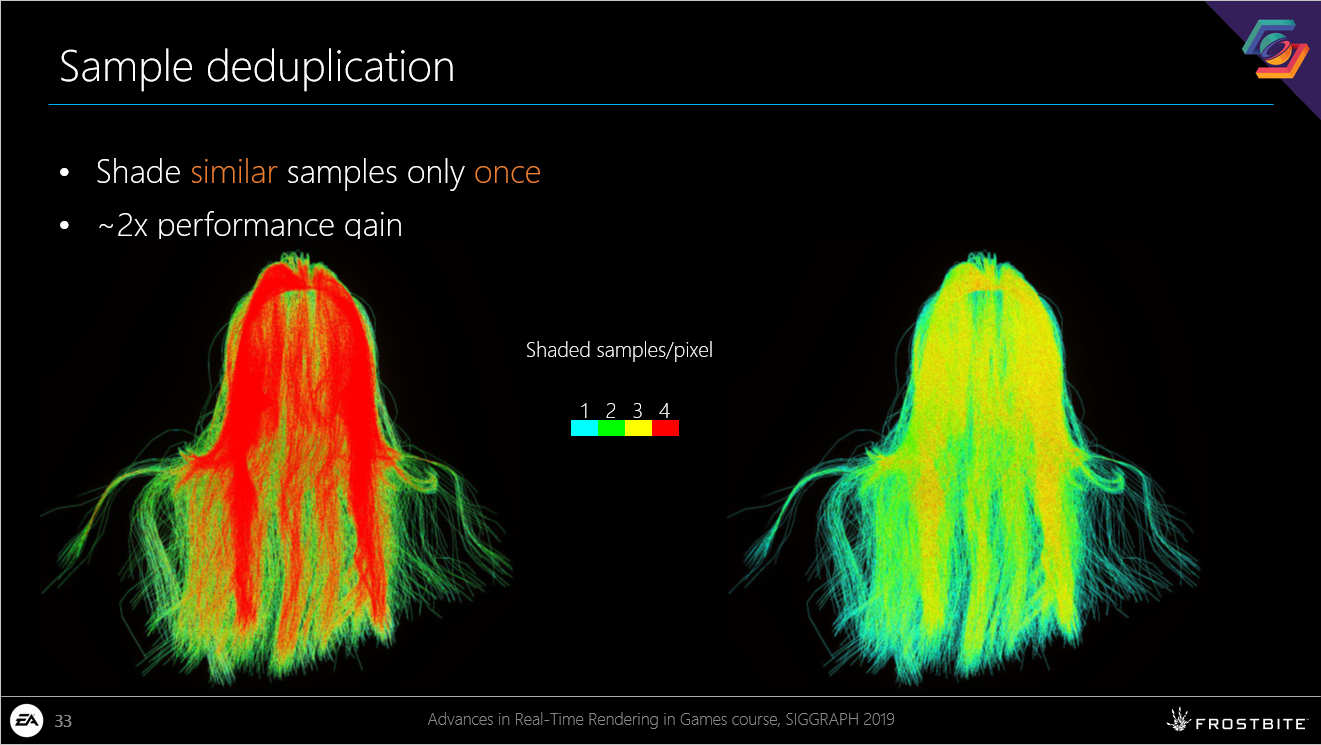 Sample deduplication
• Shade similar samples only once
• ~2x performance gain
Shaded samples/pixel
1 2 3 4
EA 33 Advances in Real-Time Rendering in Games course, SIGGRAPH 2019 FROSTBITE